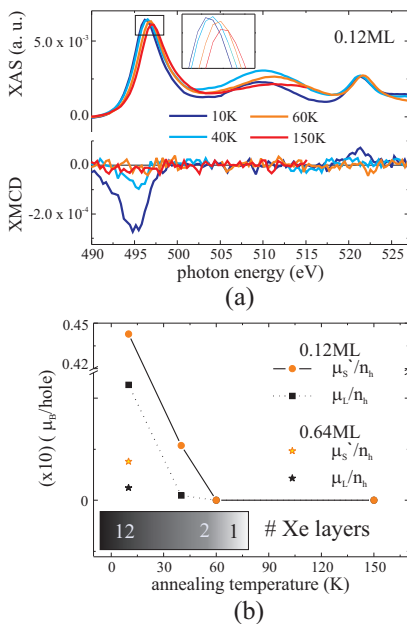 0.12ML
XAS (a. u.)
5.0 x10⁻³
0.0
10K
60K
40K
150K
XMCD
0.0
-2.0 x 10⁻⁴
490 495 500 505 510 515 520 525
photon energy (eV)
(a)
0.45
0.42
0
(x10) ( μB/hole)
0.12ML
μS`/nh
μL/nh
0.64ML
μS`/nh
μL/nh
12 2 1 # Xe layers
0 30 60 90 120 150
annealing temperature (K)
(b)